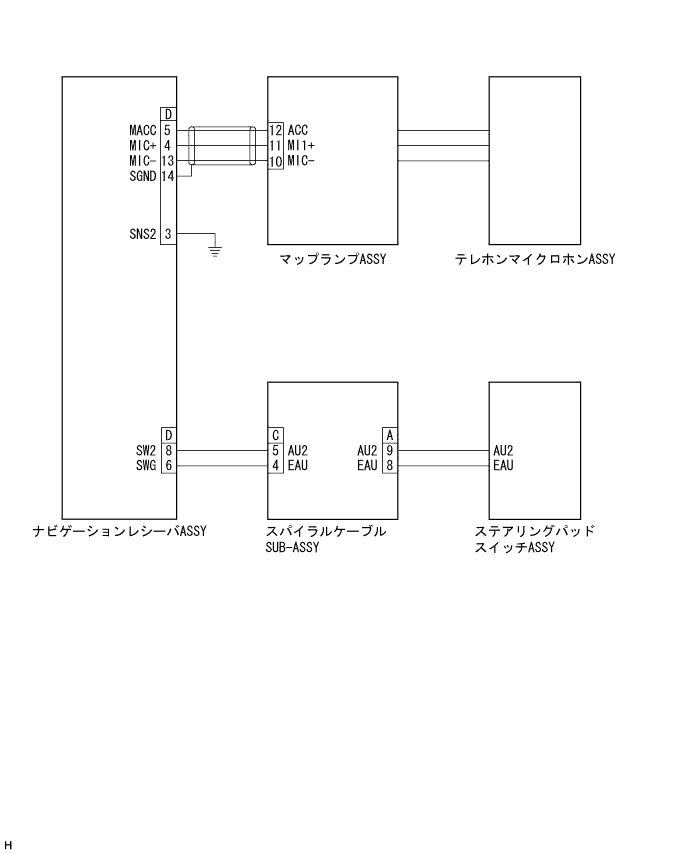 D
MACC 5 12 ACC
MIC+ 4 11 MI1+
MIC- 13 10 MIC-
SGND 14
SNS2 3
マップランプASSY テレホンマイクロホンASSY
D C A
SW2 8 5 AU2 AU2 9 AU2
SWG 6 4 EAU EAU 8 EAU
ナビゲーションレシーバASSY スパイラルケーブル ステアリングパッド
SUB-ASSY スイッチASSY
H